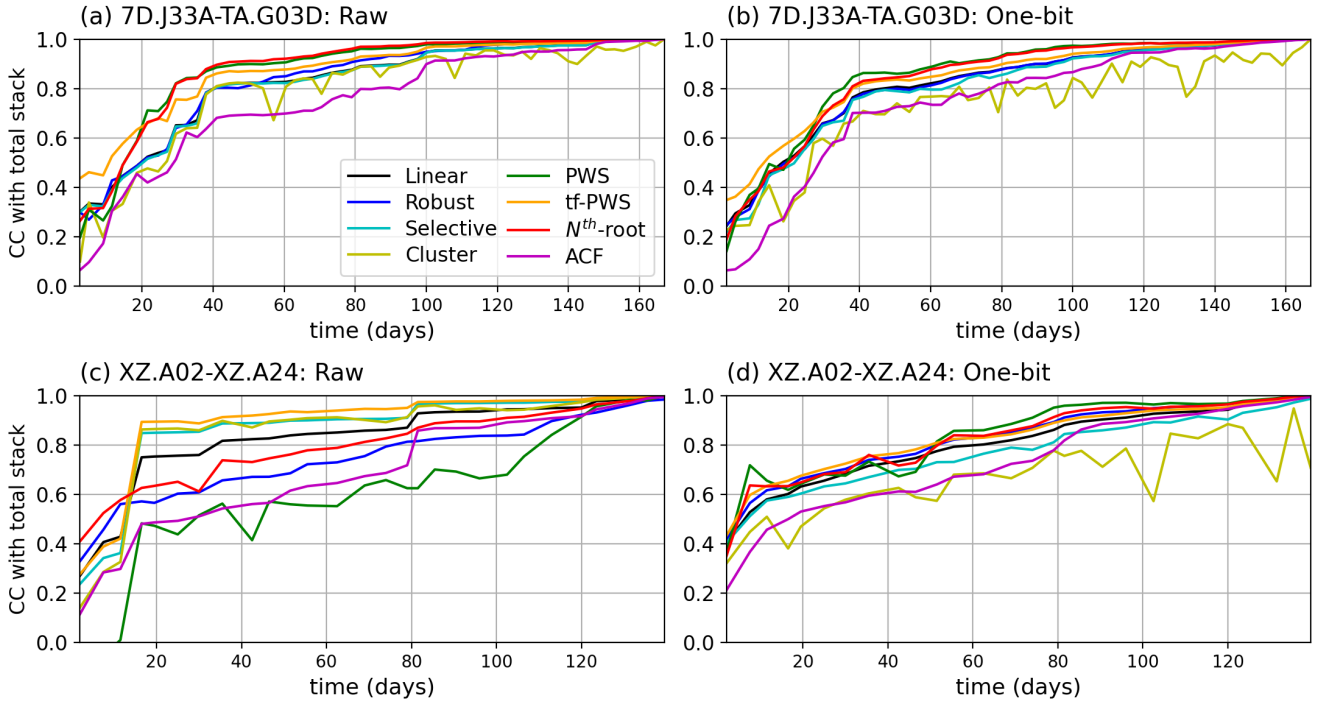 (a) 7D.J33A-TA.G03D: Raw
CC with total stack
1.0
0.8
0.6
0.4
0.2
0.0
20 40 60 80 100 120 140 160
time (days)
Linear
Robust
Selective
Cluster
PWS
tf-PWS
N^th-root
ACF
(b) 7D.J33A-TA.G03D: One-bit
1.0
0.8
0.6
0.4
0.2
0.0
20 40 60 80 100 120 140 160
time (days)
(c) XZ.A02-XZ.A24: Raw
CC with total stack
1.0
0.8
0.6
0.4
0.2
0.0
20 40 60 80 100 120
time (days)
(d) XZ.A02-XZ.A24: One-bit
1.0
0.8
0.6
0.4
0.2
0.0
20 40 60 80 100 120
time (days)